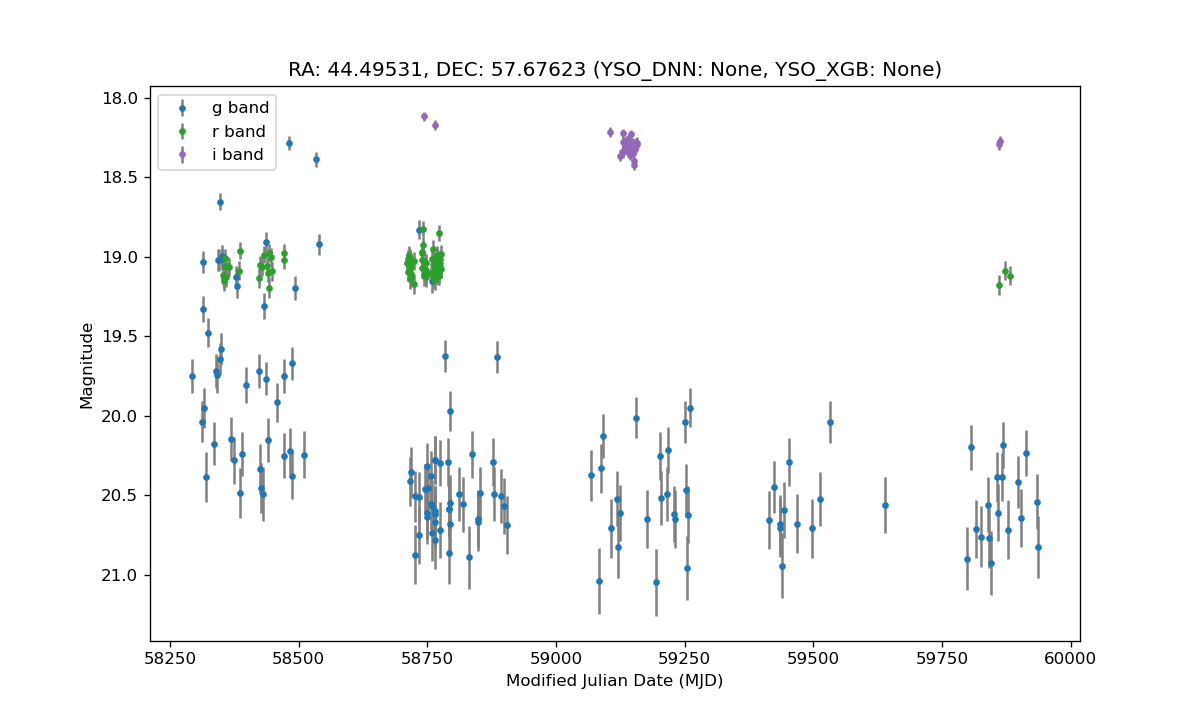 RA: 44.49531, DEC: 57.67623 (YSO_DNN: None, YSO_XGB: None)
g band
r band
i band
18.0
18.5
19.0
19.5
20.0
20.5
21.0
Magnitude
58250 58500 58750 59000 59250 59500 59750 60000
Modified Julian Date (MJD)